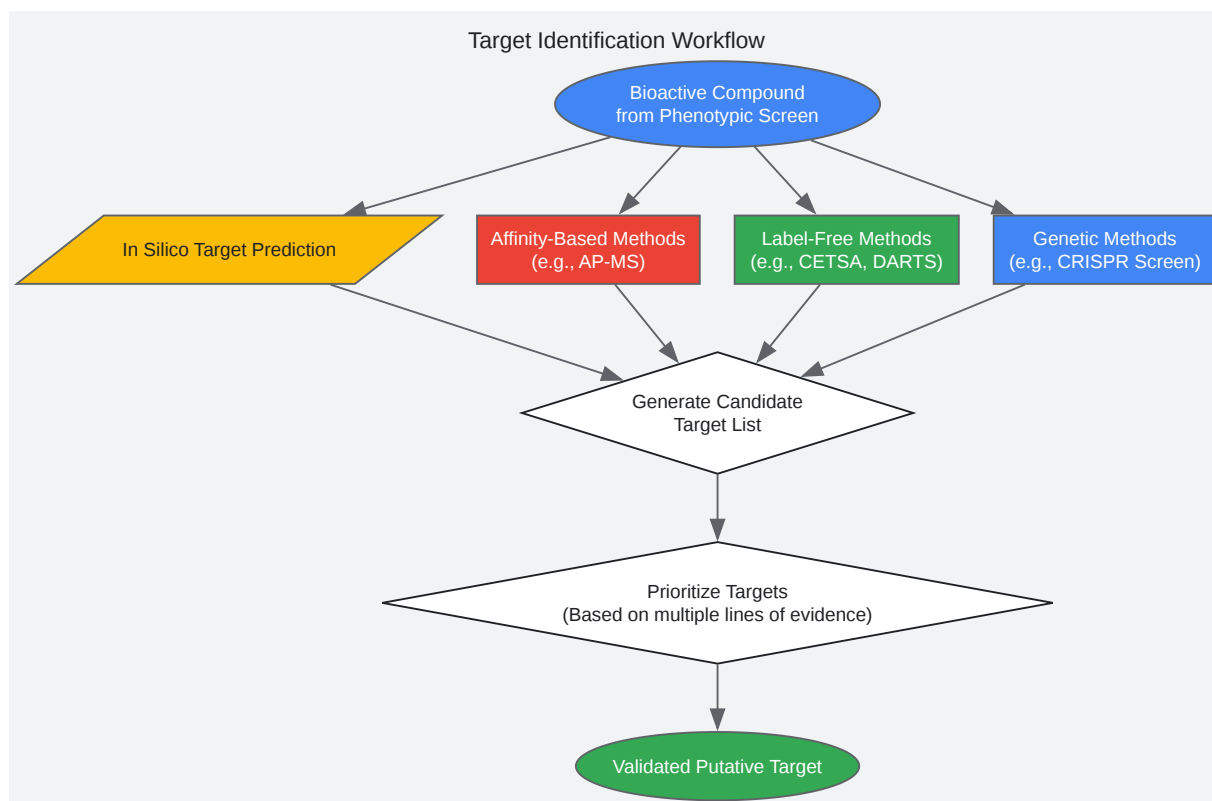 Target Identification Workflow
Bioactive Compound
from Phenotypic Screen
In Silico Target Prediction
Affinity-Based Methods
(e.g., AP-MS)
Label-Free Methods
(e.g., CETSA, DARTS)
Genetic Methods
(e.g., CRISPR Screen)
Generate Candidate
Target List
Prioritize Targets
(Based on multiple lines of evidence)
Validated Putative Target